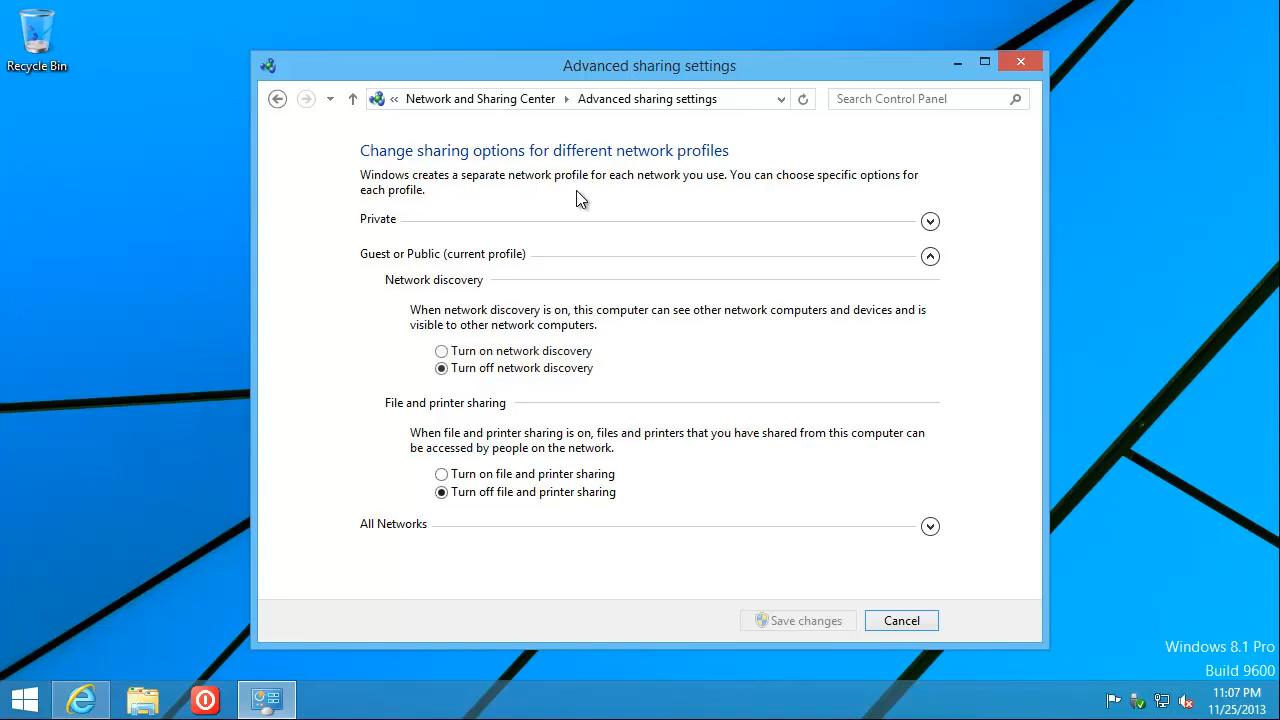 Recycle Bin
Advanced sharing settings
« Network and Sharing Center Advanced sharing settings
Search Control Panel
Change sharing options for different network profiles
Windows creates a separate network profile for each network you use. You can choose specific options for
each profile.
Private
Guest or Public (current profile)
Network discovery
When network discovery is on, this computer can see other network computers and devices and is
visible to other network computers.
Turn on network discovery
Turn off network discovery
File and printer sharing
When file and printer sharing is on, files and printers that you have shared from this computer can
be accessed by people on the network.
Turn on file and printer sharing
Turn off file and printer sharing
All Networks
Save changes
Cancel
Windows 8.1 Pro
Build 9600
11:07 PM
11/25/2013